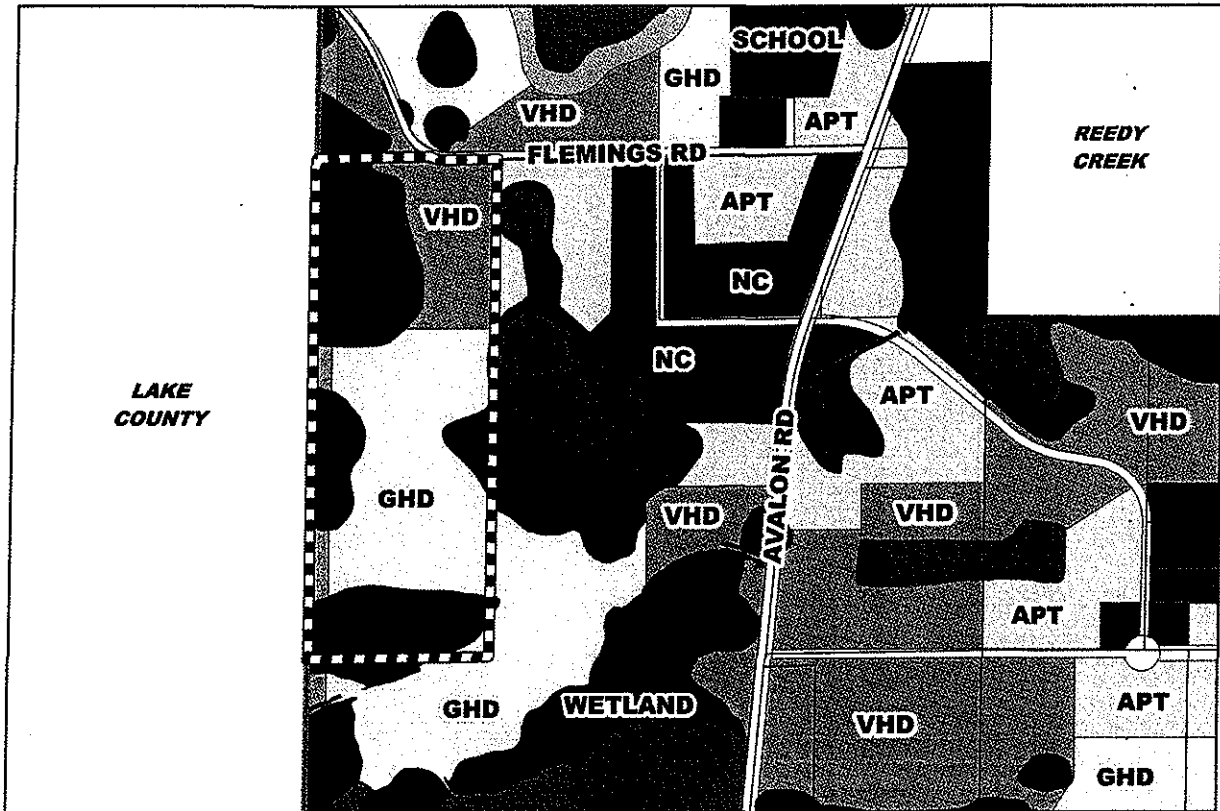 SCHOOL
GHD
VHD
APT
FLEMINGS RD
REEDY
CREEK
VHD
APT
NC
NC
LAKE
COUNTY
APT
VHD
AVALON RD
GHD
VHD
VHD
APT
GHD
WETLAND
VHD
APT
GHD